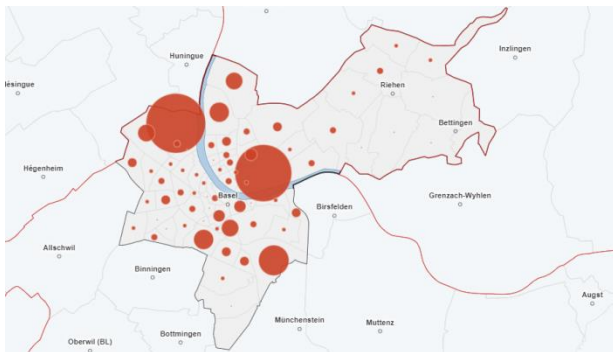 Inzlingen
Huningue
ésingue
Riehen
Bettingen
Hégenheim
Basel
Birsfelden
Grenzach-Wyhlen
Allschwil
Binningen
Augst
Münchenstein
Muttenz
Bottmingen
Oberwil (BL)